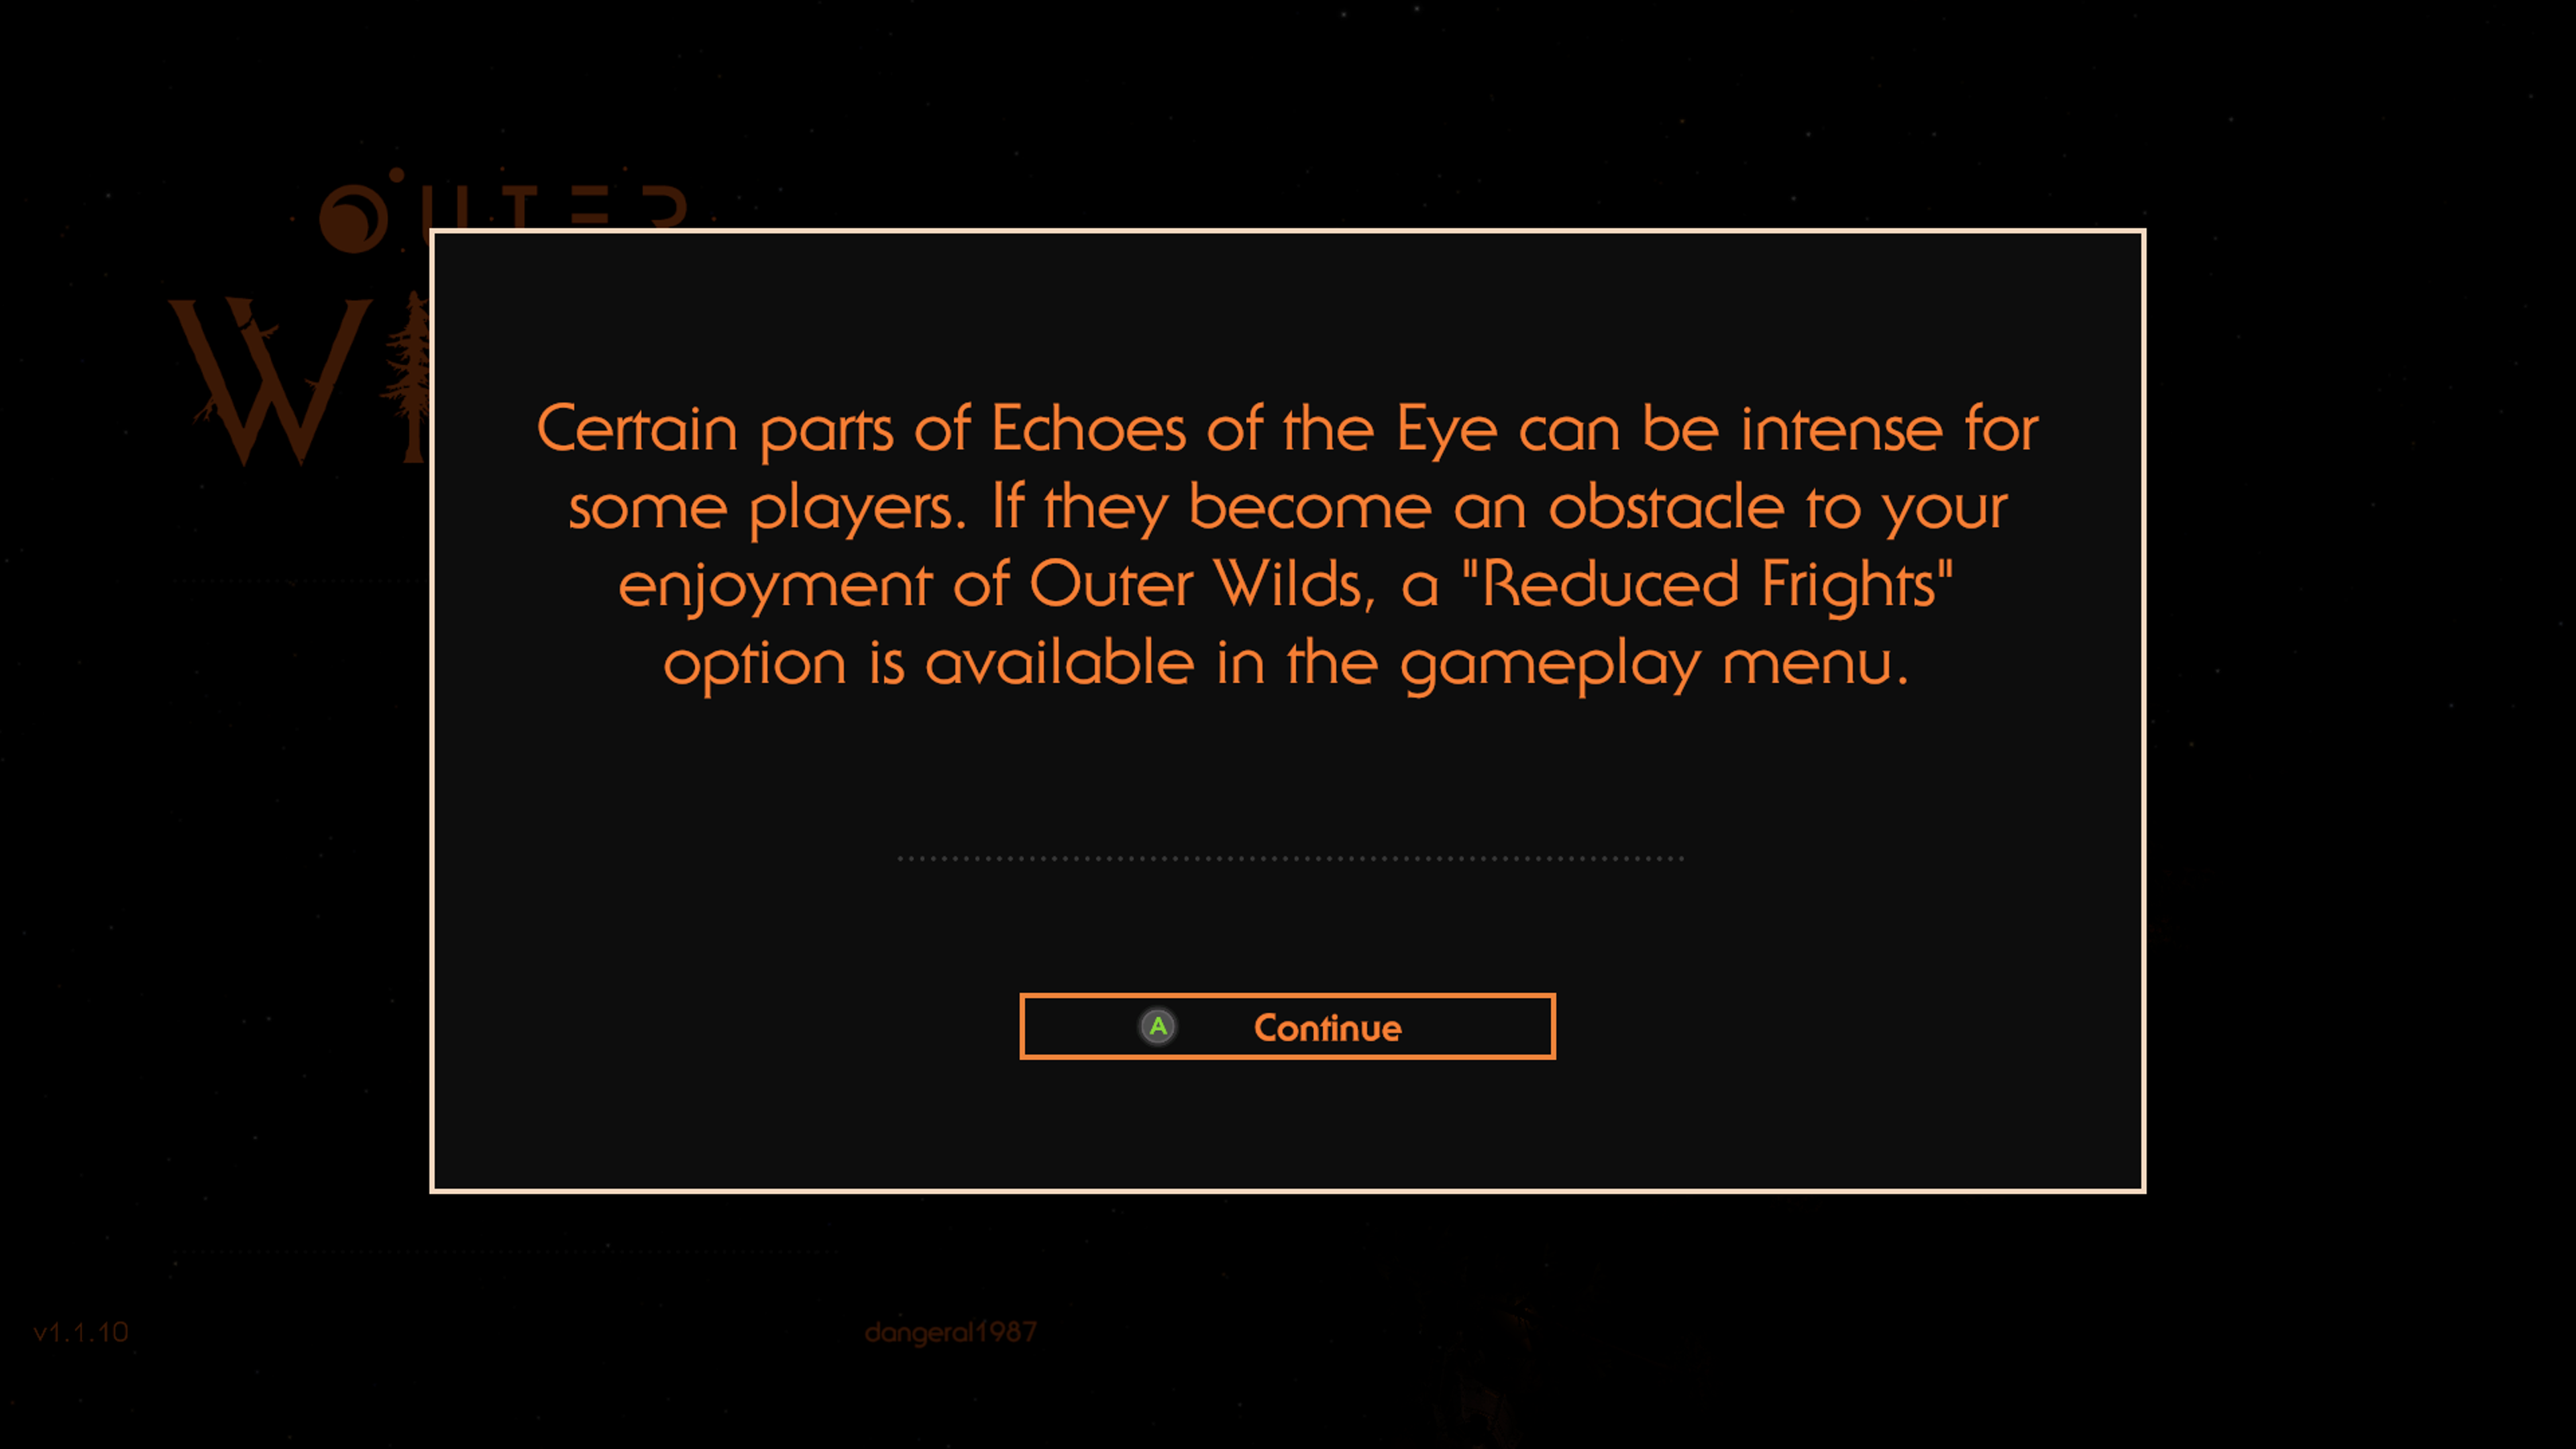 OUTER
W
Certain parts of Echoes of the Eye can be intense for
some players. If they become an obstacle to your
enjoyment of Outer Wilds, a "Reduced Frights"
option is available in the gameplay menu.
A Continue
v1.1.10
dangeral1987